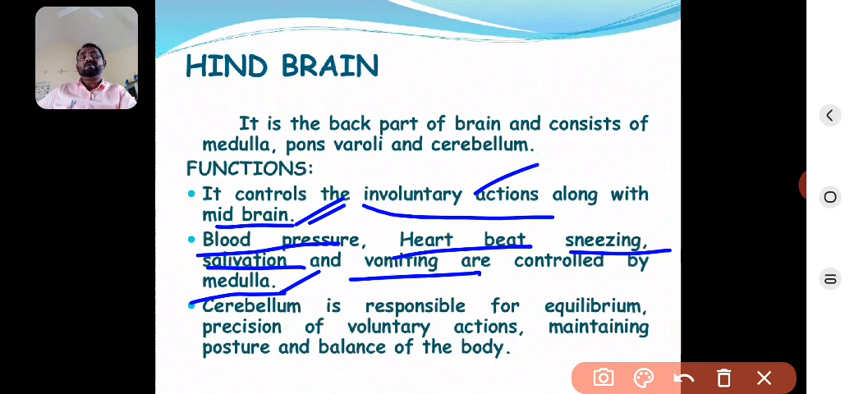 HIND BRAIN
It is the back part of brain and consists of
medulla, pons varoli and cerebellum.
FUNCTIONS:
• It controls the involuntary actions along with
mid brain.
• Blood pressure, Heart beat sneezing,
salivation and vomiting are controlled by
medulla.
• Cerebellum is responsible for equilibrium,
precision of voluntary actions, maintaining
posture and balance of the body.